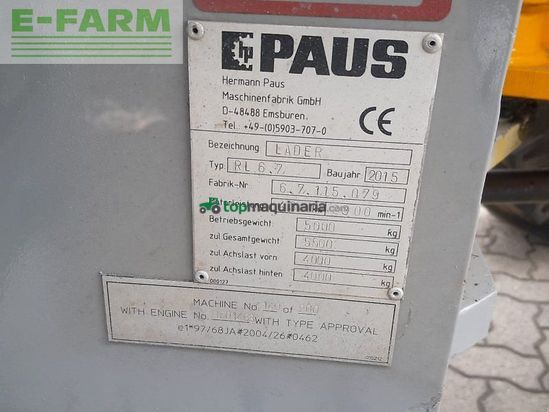 E-FARM
PAUS
Hermann Paus
Maschinenfabrik GmbH
D-48488 Emsbüren
Tel. +49-(0)5903-707-0
CE
Bezeichnung LADER
Typ RL 6.7 Baujahr 2015
Fabrik-Nr 6.7.115.079
min-1
topmaquinaria.com
Betriebsgewicht 5000 kg
zul Gesamtgewicht 5500 kg
zul Achslast vorn 4000 kg
zul Achslast hinten 4000 kg
000127
MACHINE No of 200
WITH ENGINE No WITH TYPE APPROVAL
e1*97/68JA*2004/26*0462